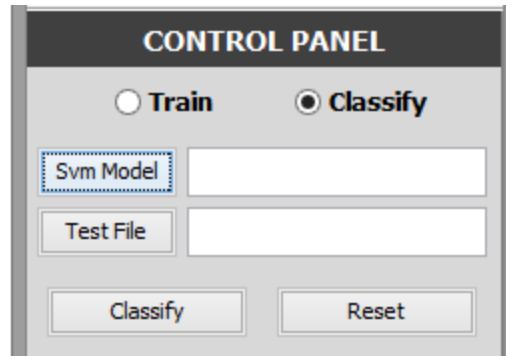 CONTROL PANEL
Train Classify
Svm Model
Test File
Classify Reset